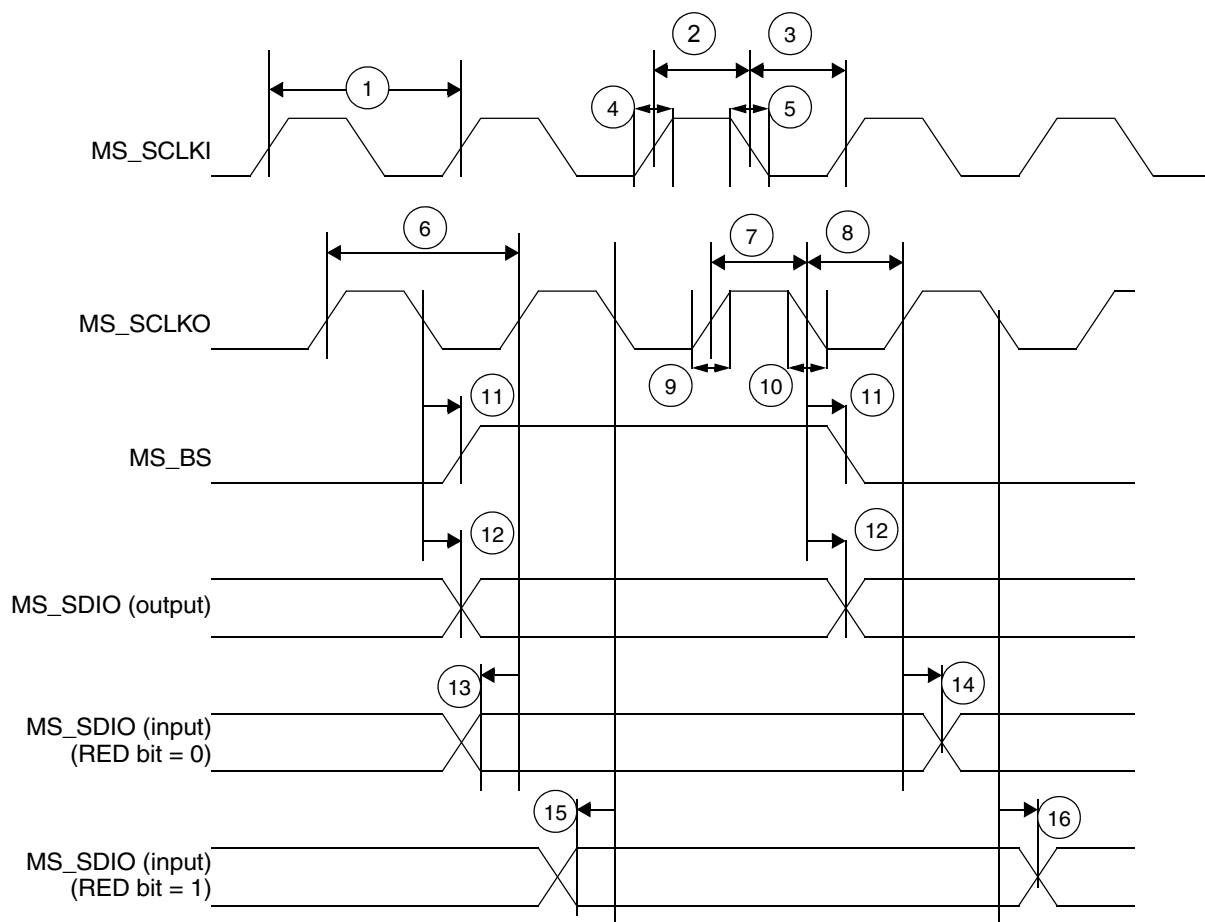 2
3
1
4
5
MS_SCLKI
6
7
8
MS_SCLKO
9
10
11
11
MS_BS
12
12
MS_SDIO (output)
13
14
MS_SDIO (input)
(RED bit = 0)
15
16
MS_SDIO (input)
(RED bit = 1)